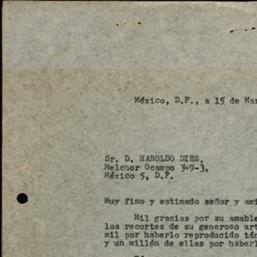 México, D.F., a 15 de Mar
Sr. D. HAROLDO DIES,
Melchor Ocampo 349-3,
México 5, D.F.
Muy fino y estimado señor y ami
Mil gracias por su amable
los recortes de su generoso art
mil por haberlo reproducido tán
y un millón de ellas por haberl